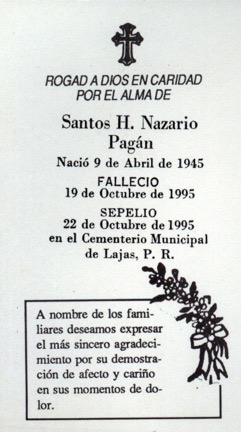 ROGAD A DIOS EN CARIDAD
POR EL ALMA DE
Santos H. Nazario
Pagán
Nació 9 de Abril de 1945
FALLECIO
19 de Octubre de 1995
SEPELIO
22 de Octubre de 1995
en el Cementerio Municipal
de Lajas, P. R.
A nombre de los fami-
liares deseamos expresar
el más sincero agradeci-
miento por su demostra-
ción de afecto y cariño
en sus momentos de do-
lor.